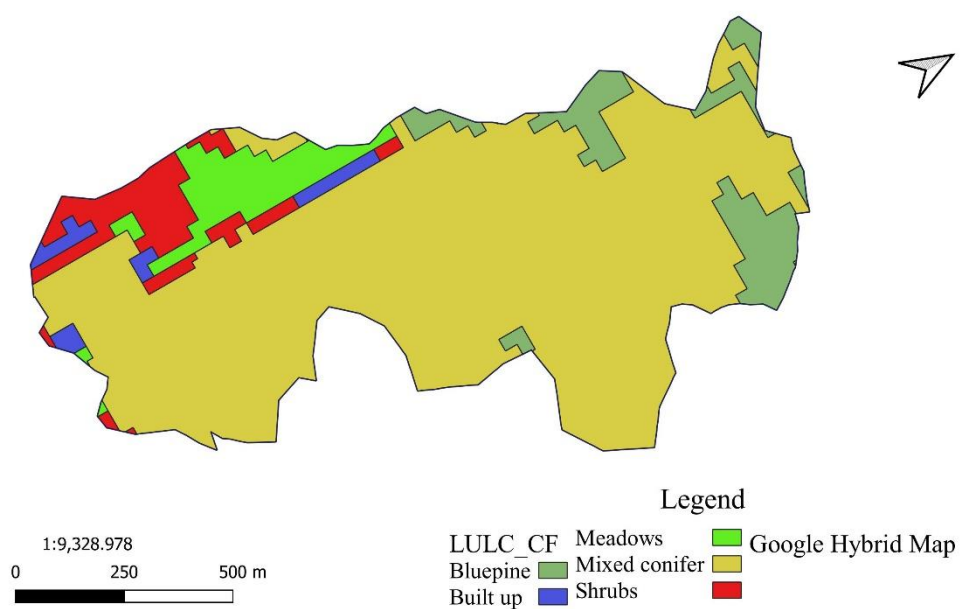 Legend
LULC_CF
Bluepine
Built up
Meadows
Mixed conifer
Shrubs
Google Hybrid Map
1:9,328.978
0 250 500 m